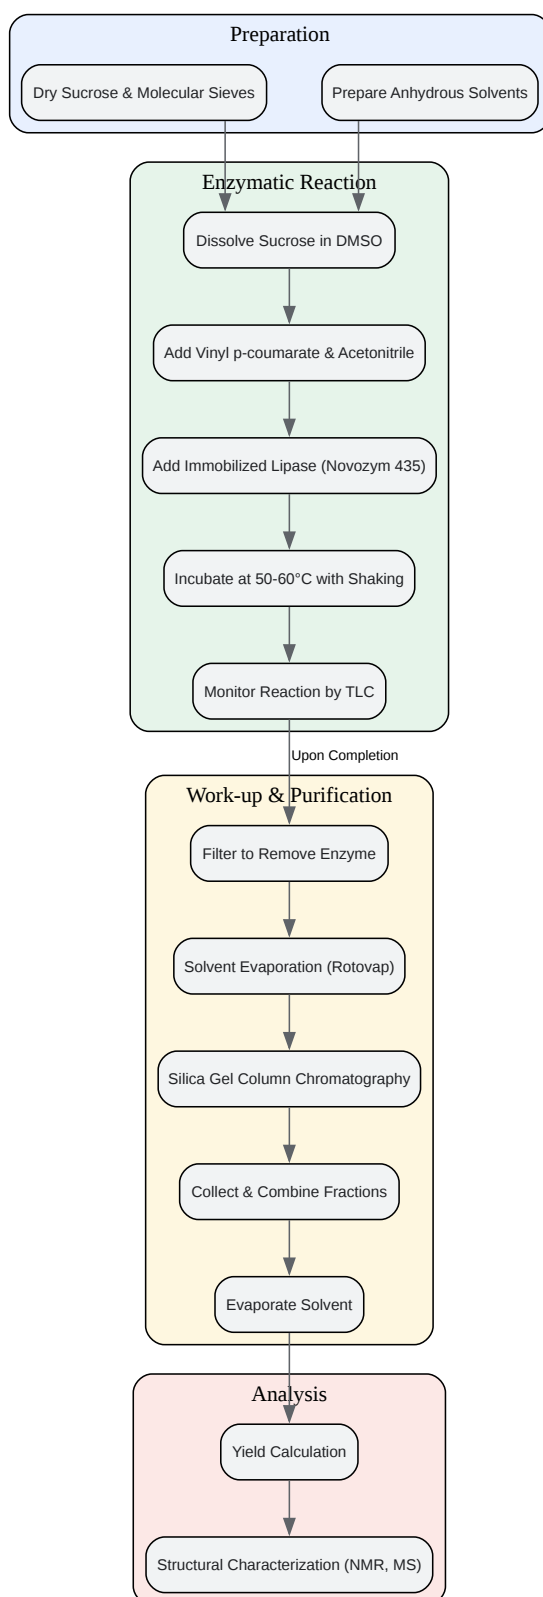 Preparation
Dry Sucrose & Molecular Sieves
Prepare Anhydrous Solvents
Enzymatic Reaction
Dissolve Sucrose in DMSO
Add Vinyl p-coumarate & Acetonitrile
Add Immobilized Lipase (Novozym 435)
Incubate at 50-60°C with Shaking
Monitor Reaction by TLC
Upon Completion
Work-up & Purification
Filter to Remove Enzyme
Solvent Evaporation (Rotovap)
Silica Gel Column Chromatography
Collect & Combine Fractions
Evaporate Solvent
Analysis
Yield Calculation
Structural Characterization (NMR, MS)